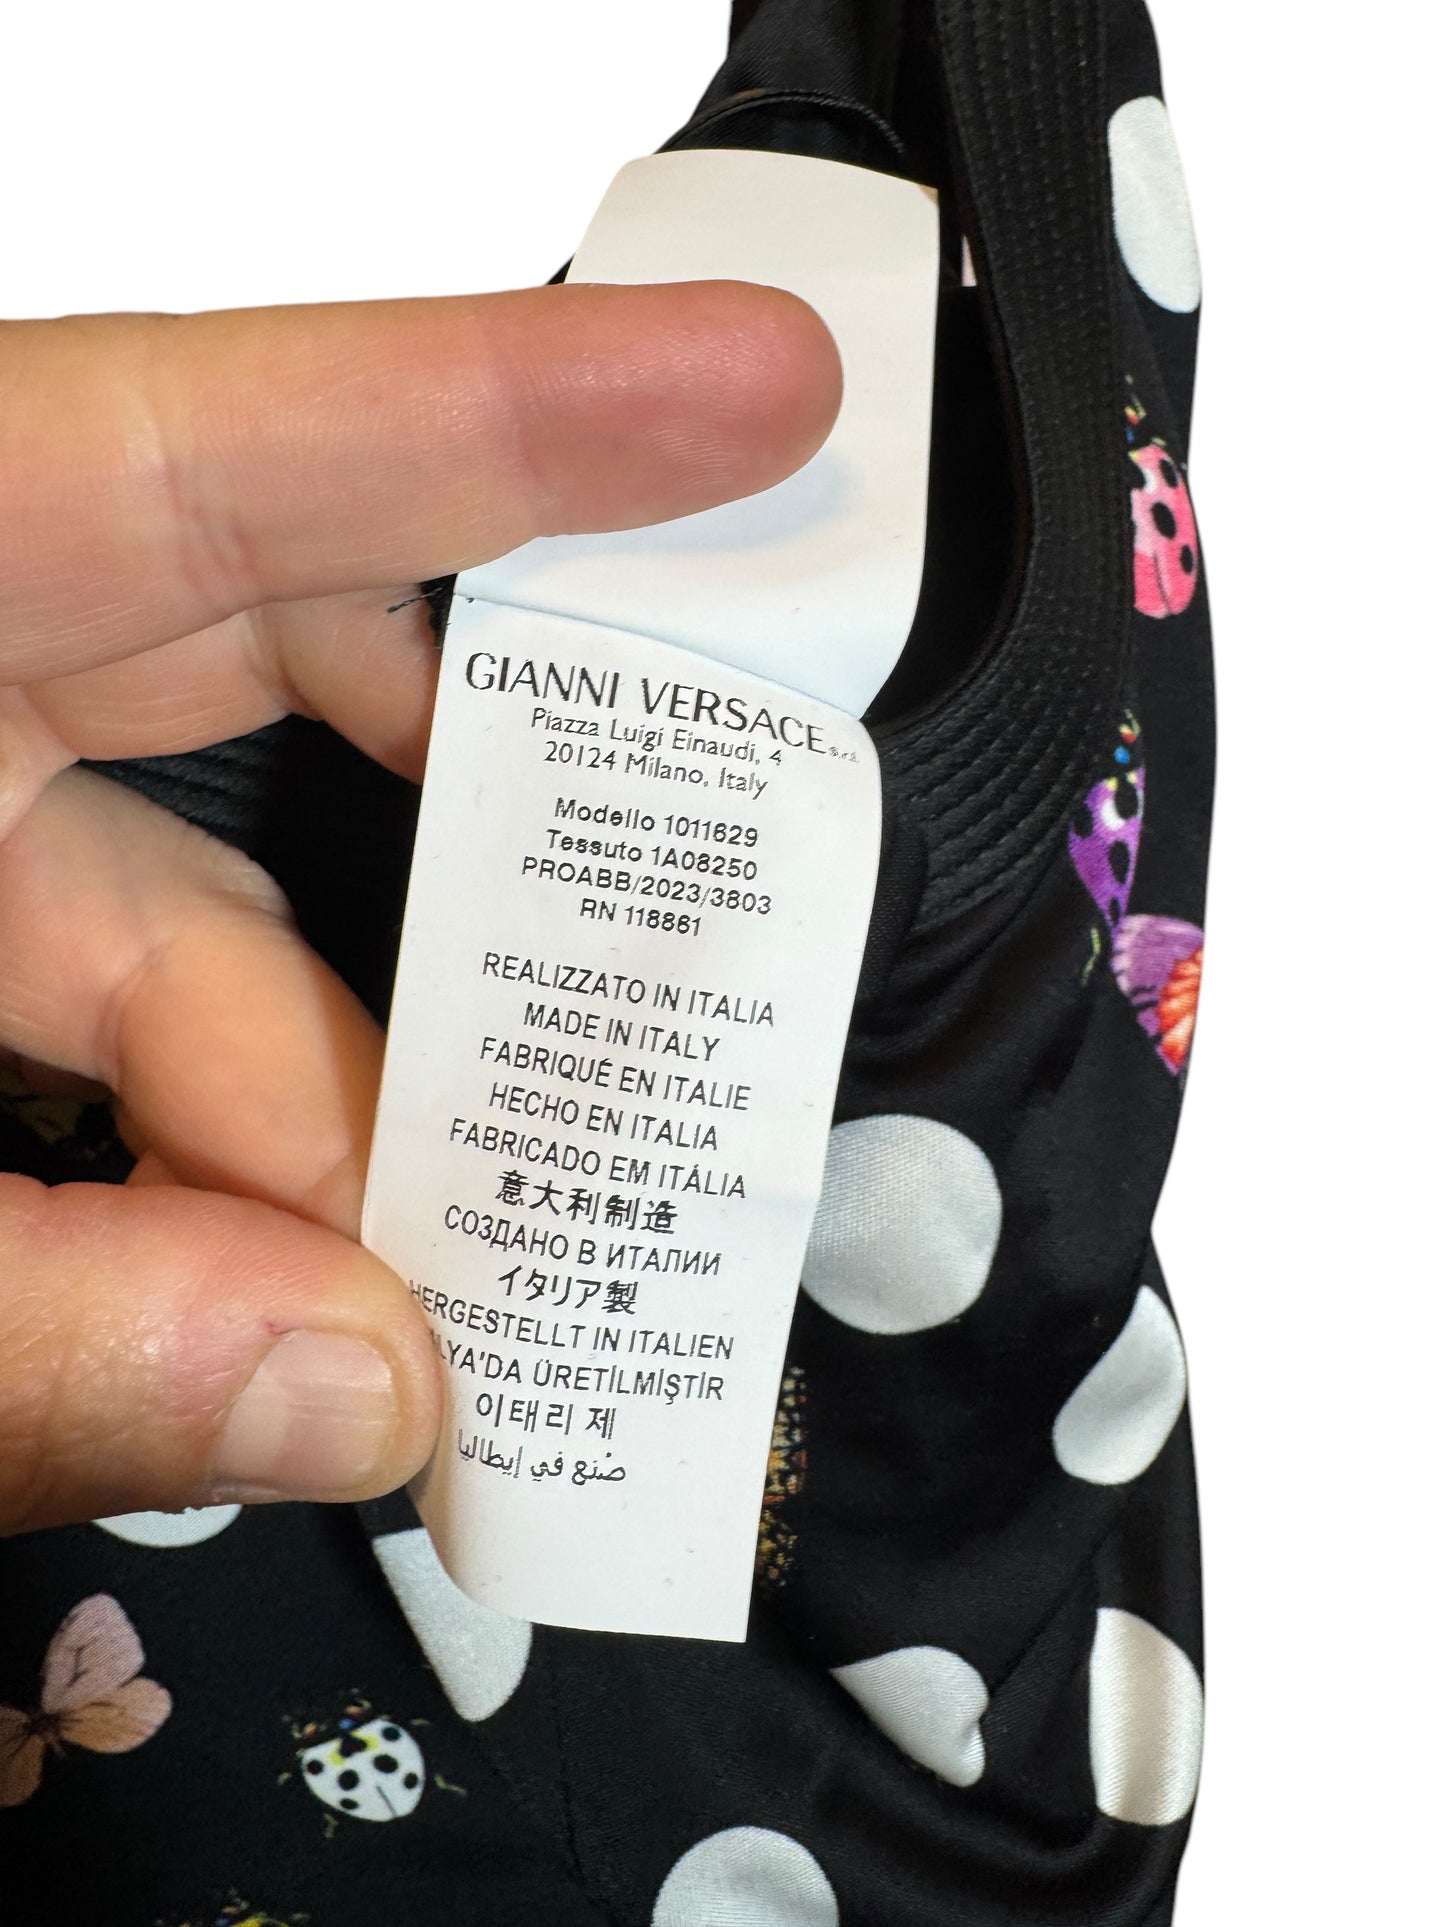 GIANNI VERSACE s.r.l.
Piazza Luigi Einaudi, 4
20124 Milano, Italy
Modello 1011629
Tessuto 1A08250
PROABB/2023/3803
RN 118861
REALIZZATO IN ITALIA
MADE IN ITALY
FABRIQUÉ EN ITALIE
HECHO EN ITALIA
FABRICADO EM ITÁLIA
意大利制造
СОЗДАНО В ИТАЛИИ
イタリア製
HERGESTELLT IN ITALIEN
ÜRETİLMİŞTİR
이태리 제
صُنع في إيطاليا